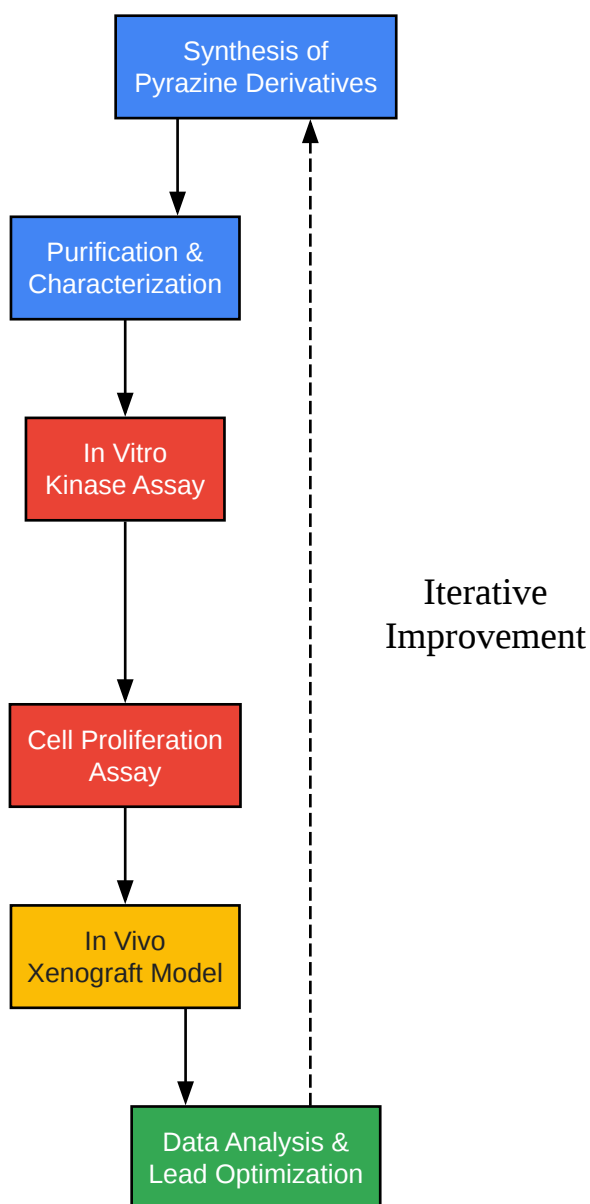 Synthesis of
Pyrazine Derivatives
Purification &
Characterization
In Vitro
Kinase Assay
Iterative
Improvement
Cell Proliferation
Assay
In Vivo
Xenograft Model
Data Analysis &
Lead Optimization